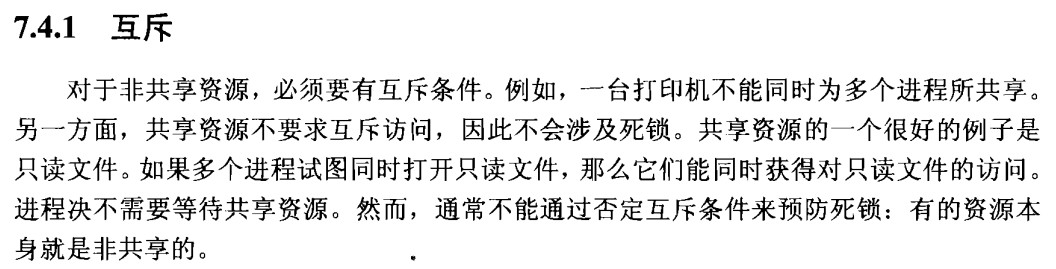 7.4.1 互斥
对于非共享资源，必须要有互斥条件。例如，一台打印机不能同时为多个进程所共享。
另一方面，共享资源不要求互斥访问，因此不会涉及死锁。共享资源的一个很好的例子是
只读文件。如果多个进程试图同时打开只读文件，那么它们能同时获得对只读文件的访问。
进程决不需要等待共享资源。然而，通常不能通过否定互斥条件来预防死锁：有的资源本
身就是非共享的。